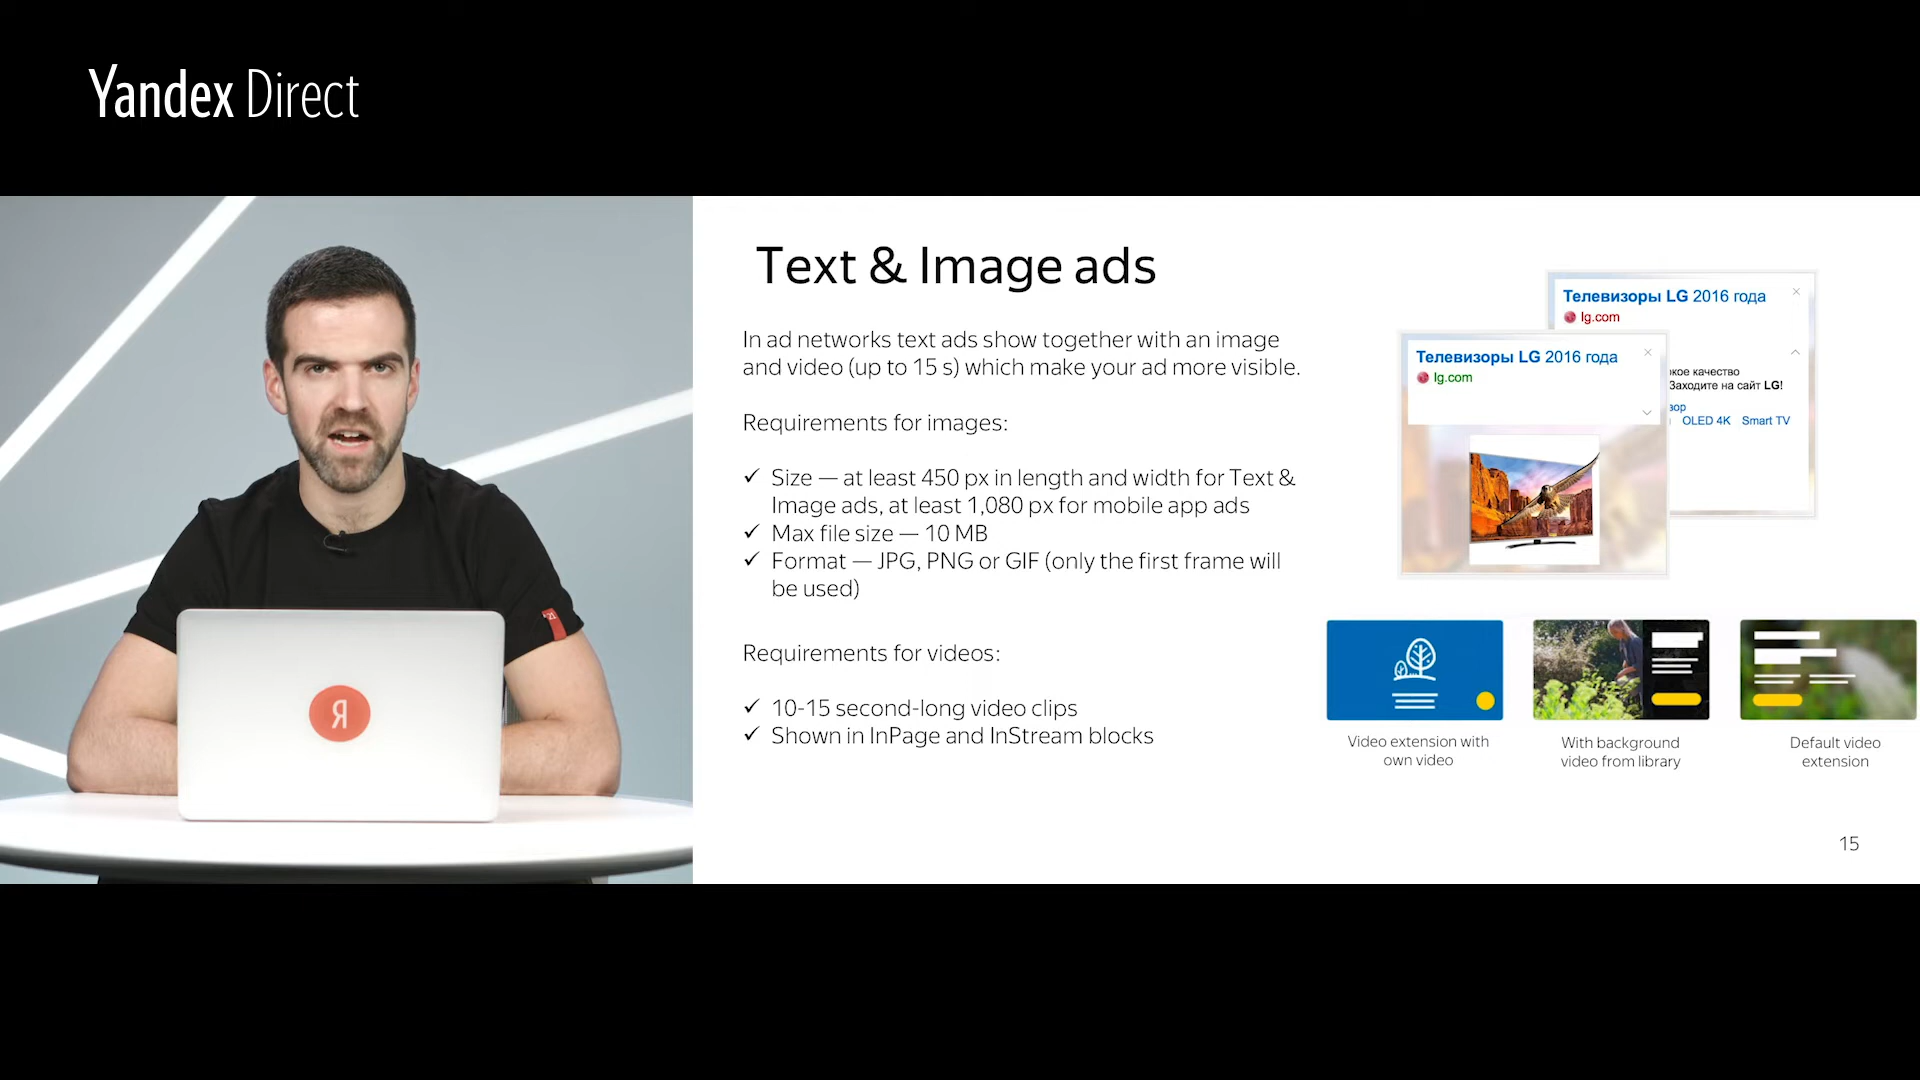 Yandex Direct
Text & Image ads
In ad networks text ads show together with an image
and video (up to 15 s) which make your ad more visible.
Requirements for images:
✓ Size — at least 450 px in length and width for Text &
Image ads, at least 1,080 px for mobile app ads
✓ Max file size — 10 MB
✓ Format — JPG, PNG or GIF (only the first frame will
be used)
Requirements for videos:
✓ 10-15 second-long video clips
✓ Shown in InPage and InStream blocks
Телевизоры LG 2016 года
lg.com
Заходите на сайт LG!
OLED 4K Smart TV
Телевизоры LG 2016 года
lg.com
Video extension with
own video
With background
video from library
Default video
extension
15
Я